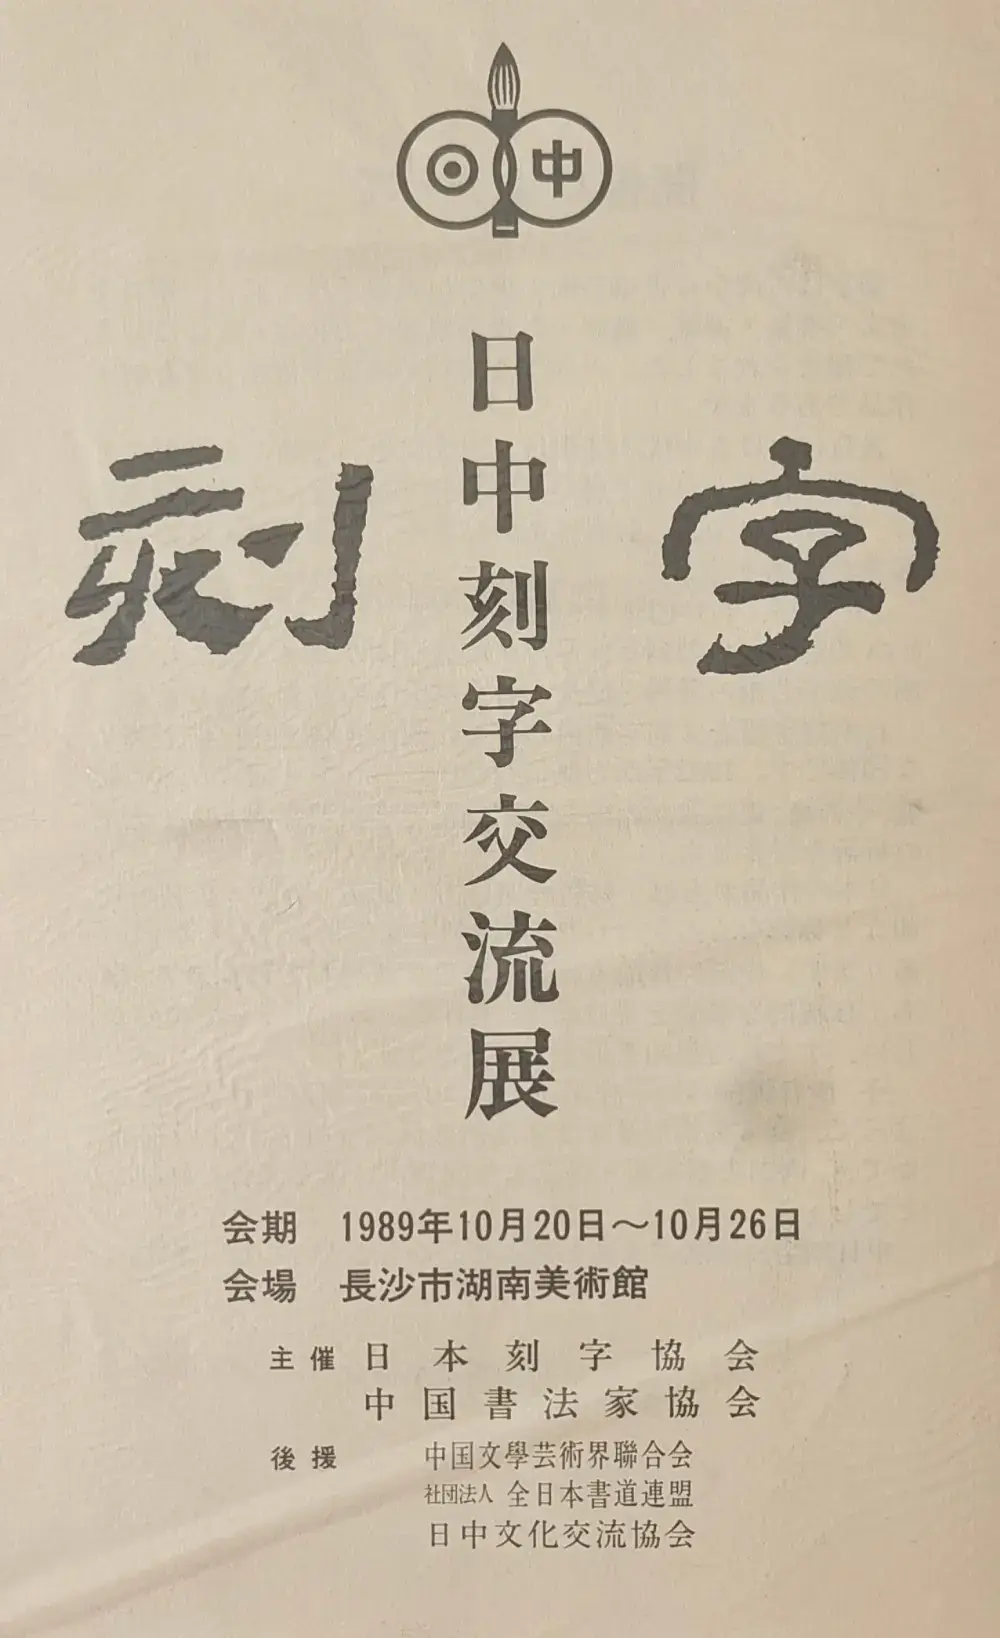 中
刻字
日中刻字交流展
会期 1989年10月20日～10月26日
会場 長沙市湖南美術館
主催 日本刻字協会
中国書法家協会
後援 中国文學芸術界聯合会
社団法人 全日本書道連盟
日中文化交流協会